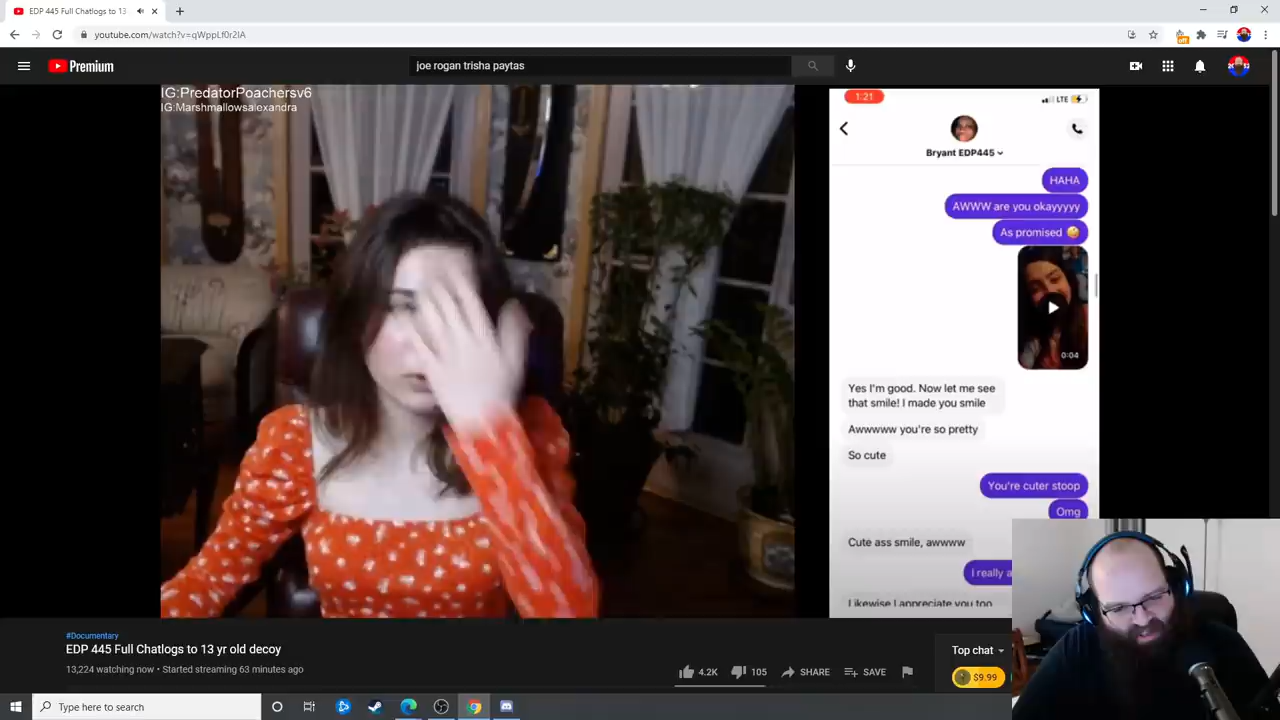 EDP 445 Full Chatlogs to 13
youtube.com/watch?v=qWppLf0r2IA
Premium
joe rogan trisha paytas
IG:PredatorPoachersv6
IG:Marshmallowsalexandra
1:21
LTE
Bryant EDP445
HAHA
AWWW are you okayyyyy
As promised 🤪
0:04
Yes I'm good. Now let me see
that smile! I made you smile
Awwwww you're so pretty
So cute
You're cuter stoop
Omg
Cute ass smile, awwww
I really a
Likewise I appreciate you too
#Documentary
EDP 445 Full Chatlogs to 13 yr old decoy
13,224 watching now • Started streaming 63 minutes ago
4.2K
105
SHARE
SAVE
Top chat
$9.99
Type here to search